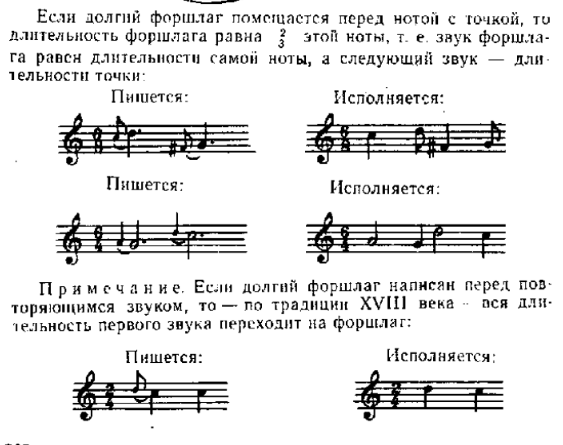 Если долгий форшлаг помещается перед нотой с точкой, то
длительность форшлага равна 2/3 этой ноты, т. е. звук форшла-
га равен длительности самой ноты, а следующий звук — дли-
тельности точки:
Пишется: Исполняется:
Пишется: Исполняется:
Примечание. Если долгий форшлаг написан перед пов-
торяющимся звуком, то — по традиции XVIII века - вся дли-
тельность первого звука переходит на форшлаг:
Пишется: Исполняется: